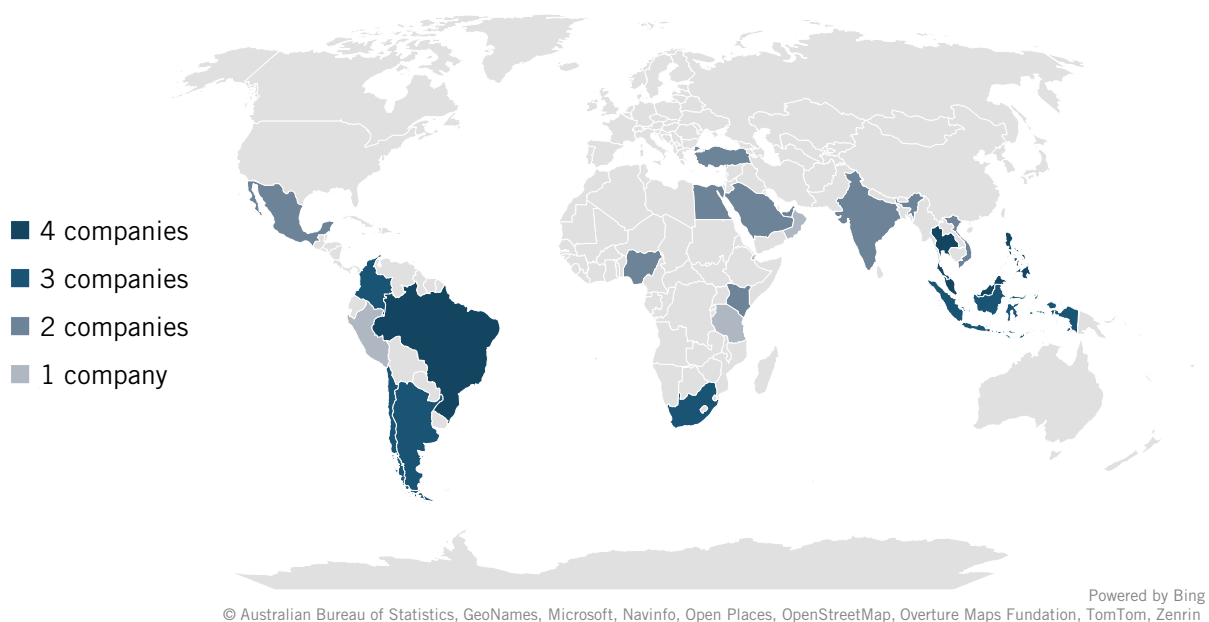 4 companies
3 companies
2 companies
1 company
Powered by Bing
© Australian Bureau of Statistics, GeoNames, Microsoft, Navinfo, Open Places, OpenStreetMap, Overture Maps Fundation, TomTom, Zenrin